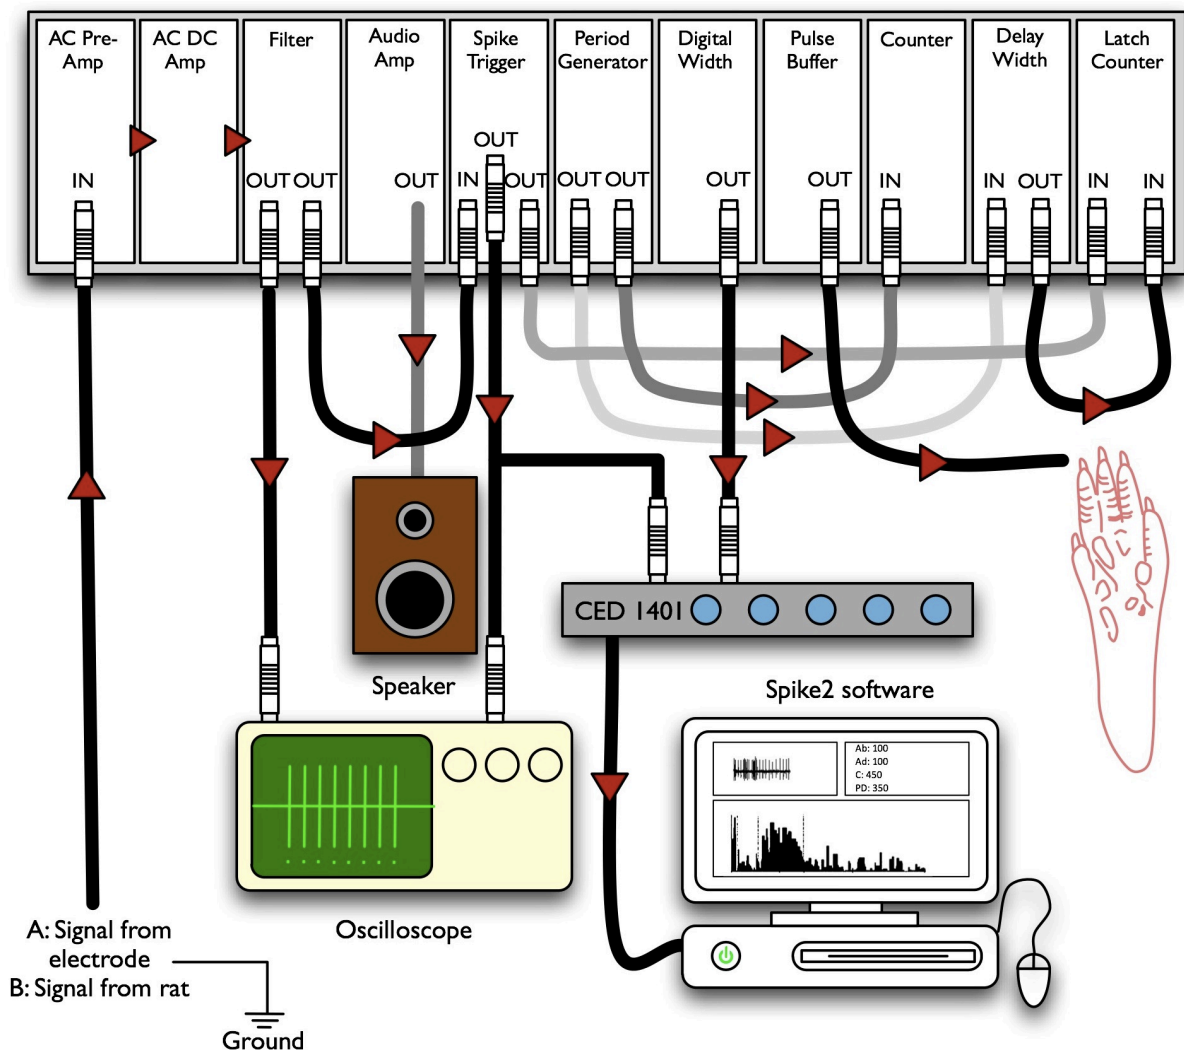 AC Pre-
Amp
AC DC
Amp
Filter
Audio
Amp
Spike
Trigger
Period
Generator
Digital
Width
Pulse
Buffer
Counter
Delay
Width
Latch
Counter
OUT
IN
OUT OUT
OUT
IN
OUT
OUT OUT
OUT
OUT
IN
IN OUT
IN
IN
CED 1401
Speaker
Spike2 software
Ab: 100
Ad: 100
C: 450
PD: 350
Oscilloscope
A: Signal from
electrode
B: Signal from rat
Ground